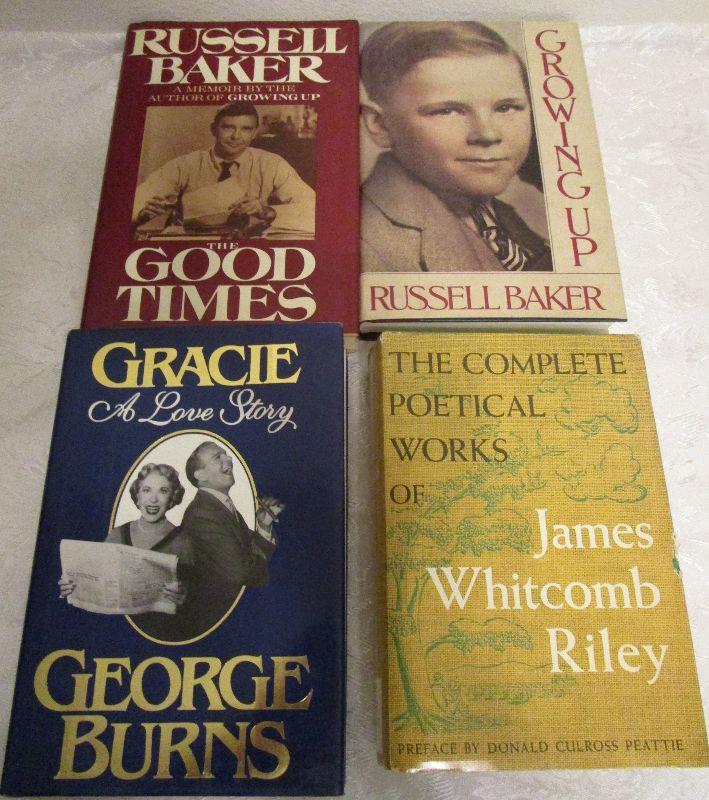 RUSSELL
BAKER
A MEMOIR BY THE
AUTHOR OF GROWING UP
THE
GOOD
TIMES
GROWING UP
RUSSELL BAKER
GRACIE
A Love Story
GEORGE
BURNS
THE COMPLETE
POETICAL
WORKS
OF
James
Whitcomb
Riley
PREFACE BY DONALD CULROSS PEATTIE